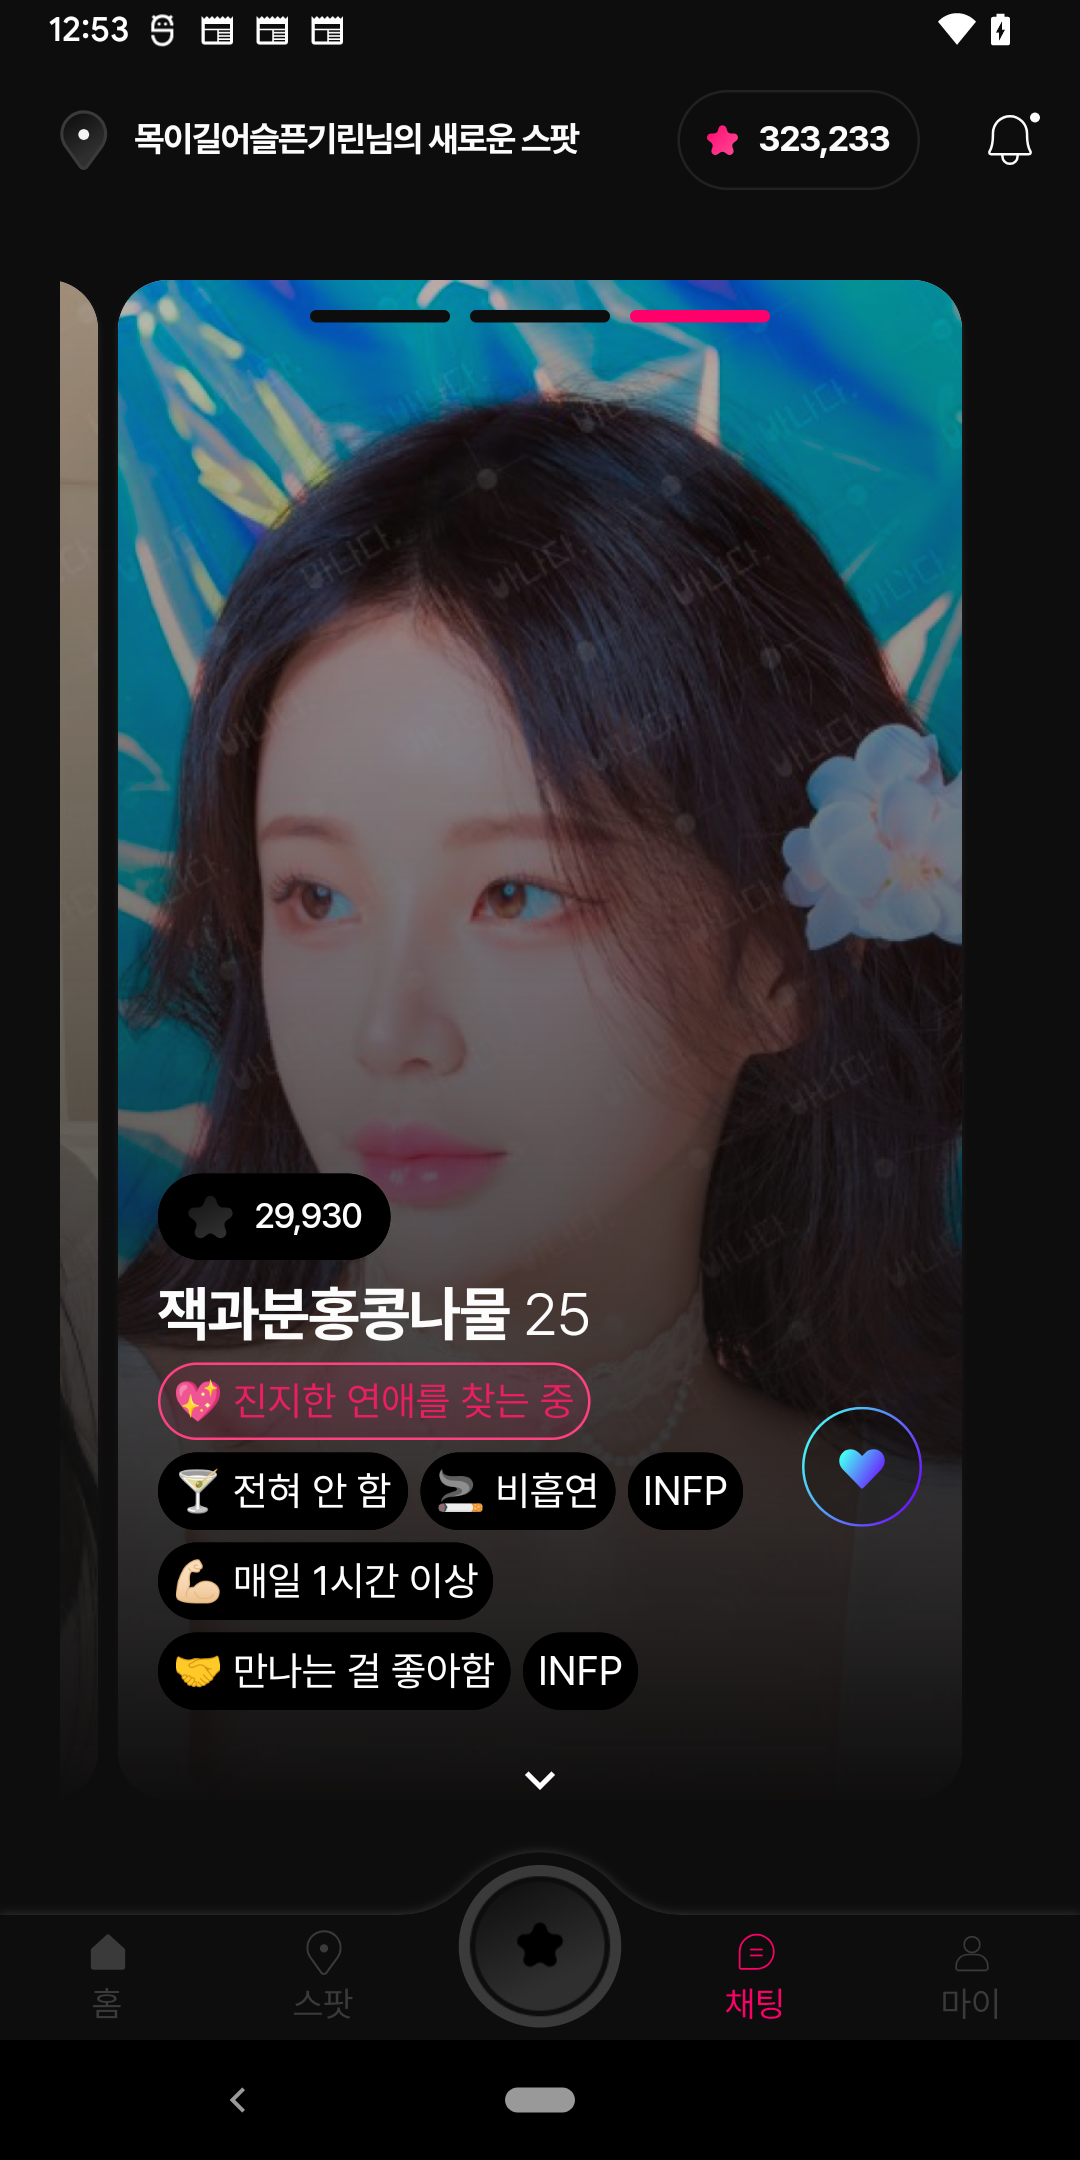 12:53
목이길어슬픈기린님의 새로운 스팟
323,233
바나다.
29,930
잭과분홍콩나물 25
💖 진지한 연애를 찾는 중
🍸 전혀 안 함 🚬 비흡연 INFP
💪🏻 매일 1시간 이상
🤝 만나는 걸 좋아함 INFP
홈 스팟 채팅 마이